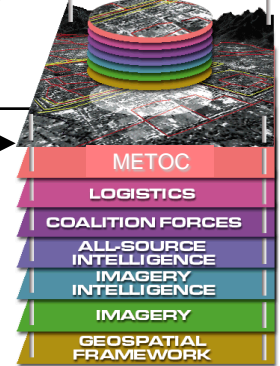 METOC
LOGISTICS
COALITION FORCES
ALL-SOURCE
INTELLIGENCE
IMAGERY
INTELLIGENCE
IMAGERY
GEOSPATIAL
FRAMEWORK